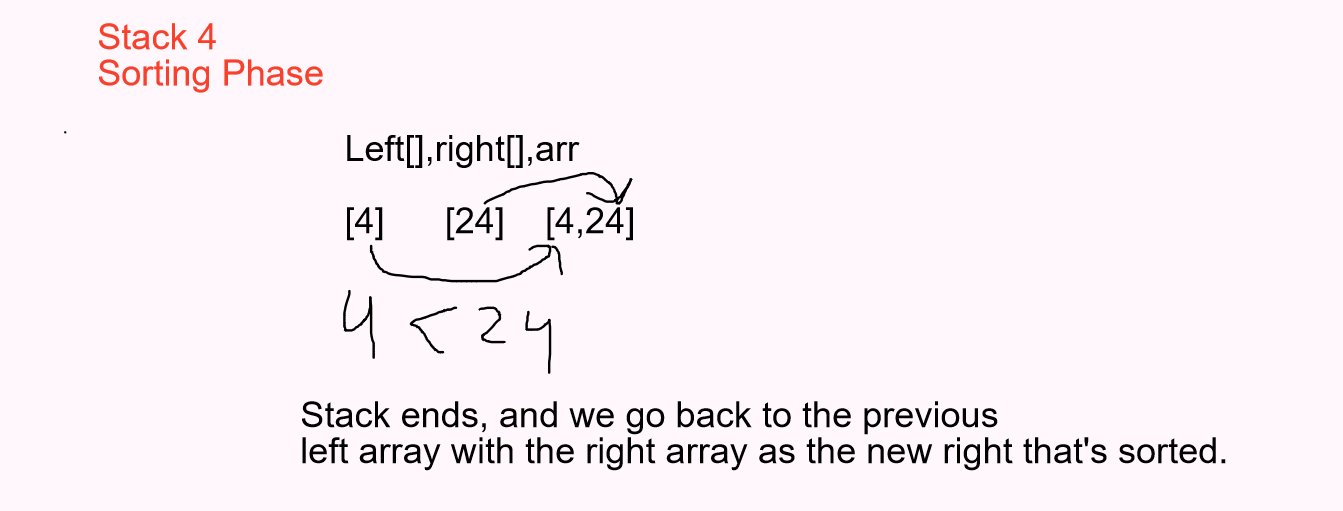 Stack 4
Sorting Phase
Left[],right[],arr
[4] [24] [4,24]
4 < 24
Stack ends, and we go back to the previous
left array with the right array as the new right that's sorted.